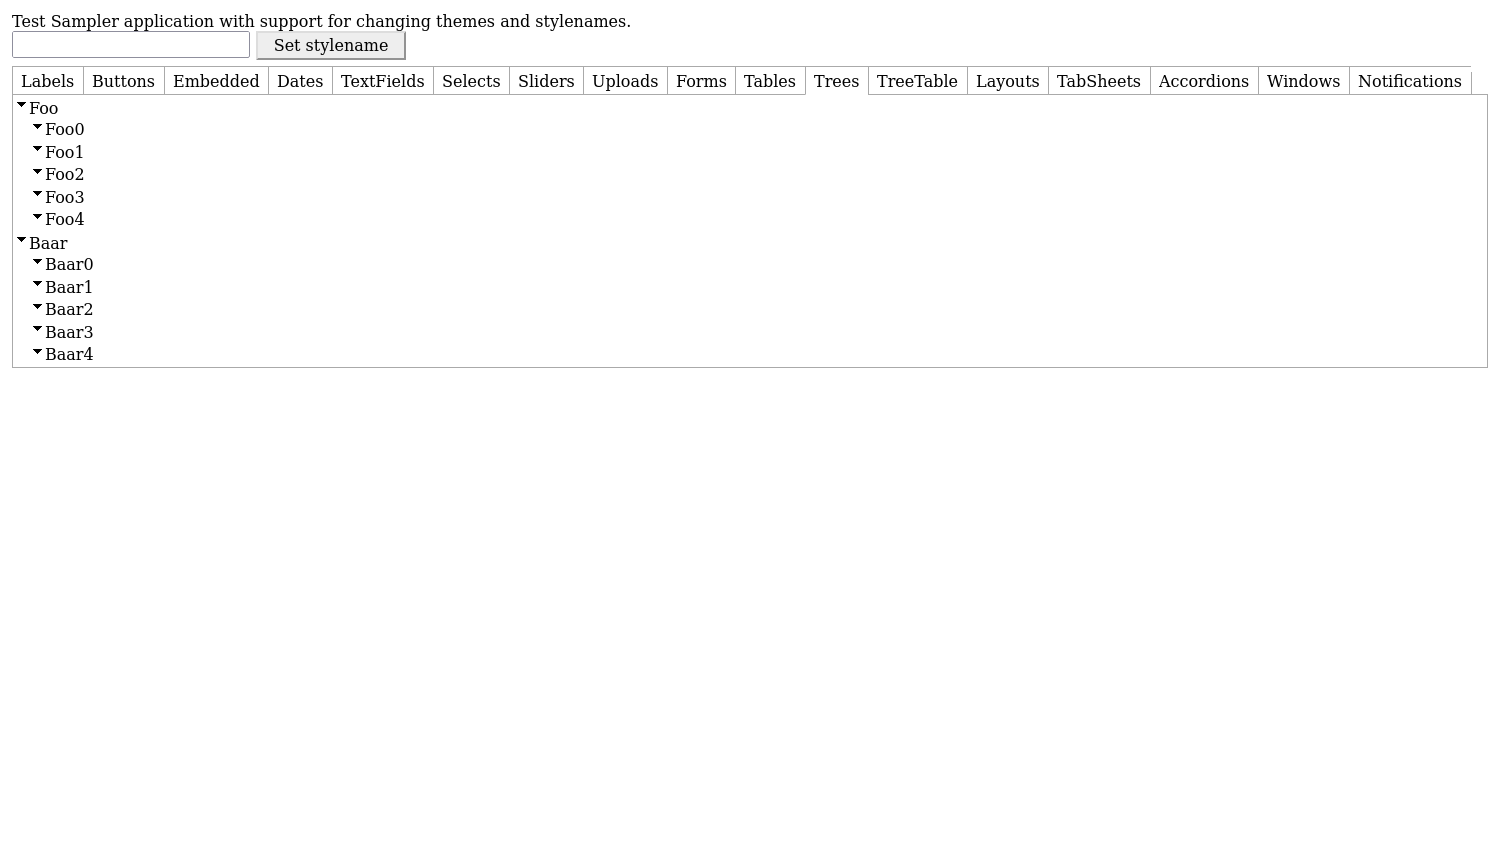 Test Sampler application with support for changing themes and stylenames.
Set stylename
Labels Buttons Embedded Dates TextFields Selects Sliders Uploads Forms Tables Trees TreeTable Layouts TabSheets Accordions Windows Notifications
Foo
Foo0
Foo1
Foo2
Foo3
Foo4
Baar
Baar0
Baar1
Baar2
Baar3
Baar4